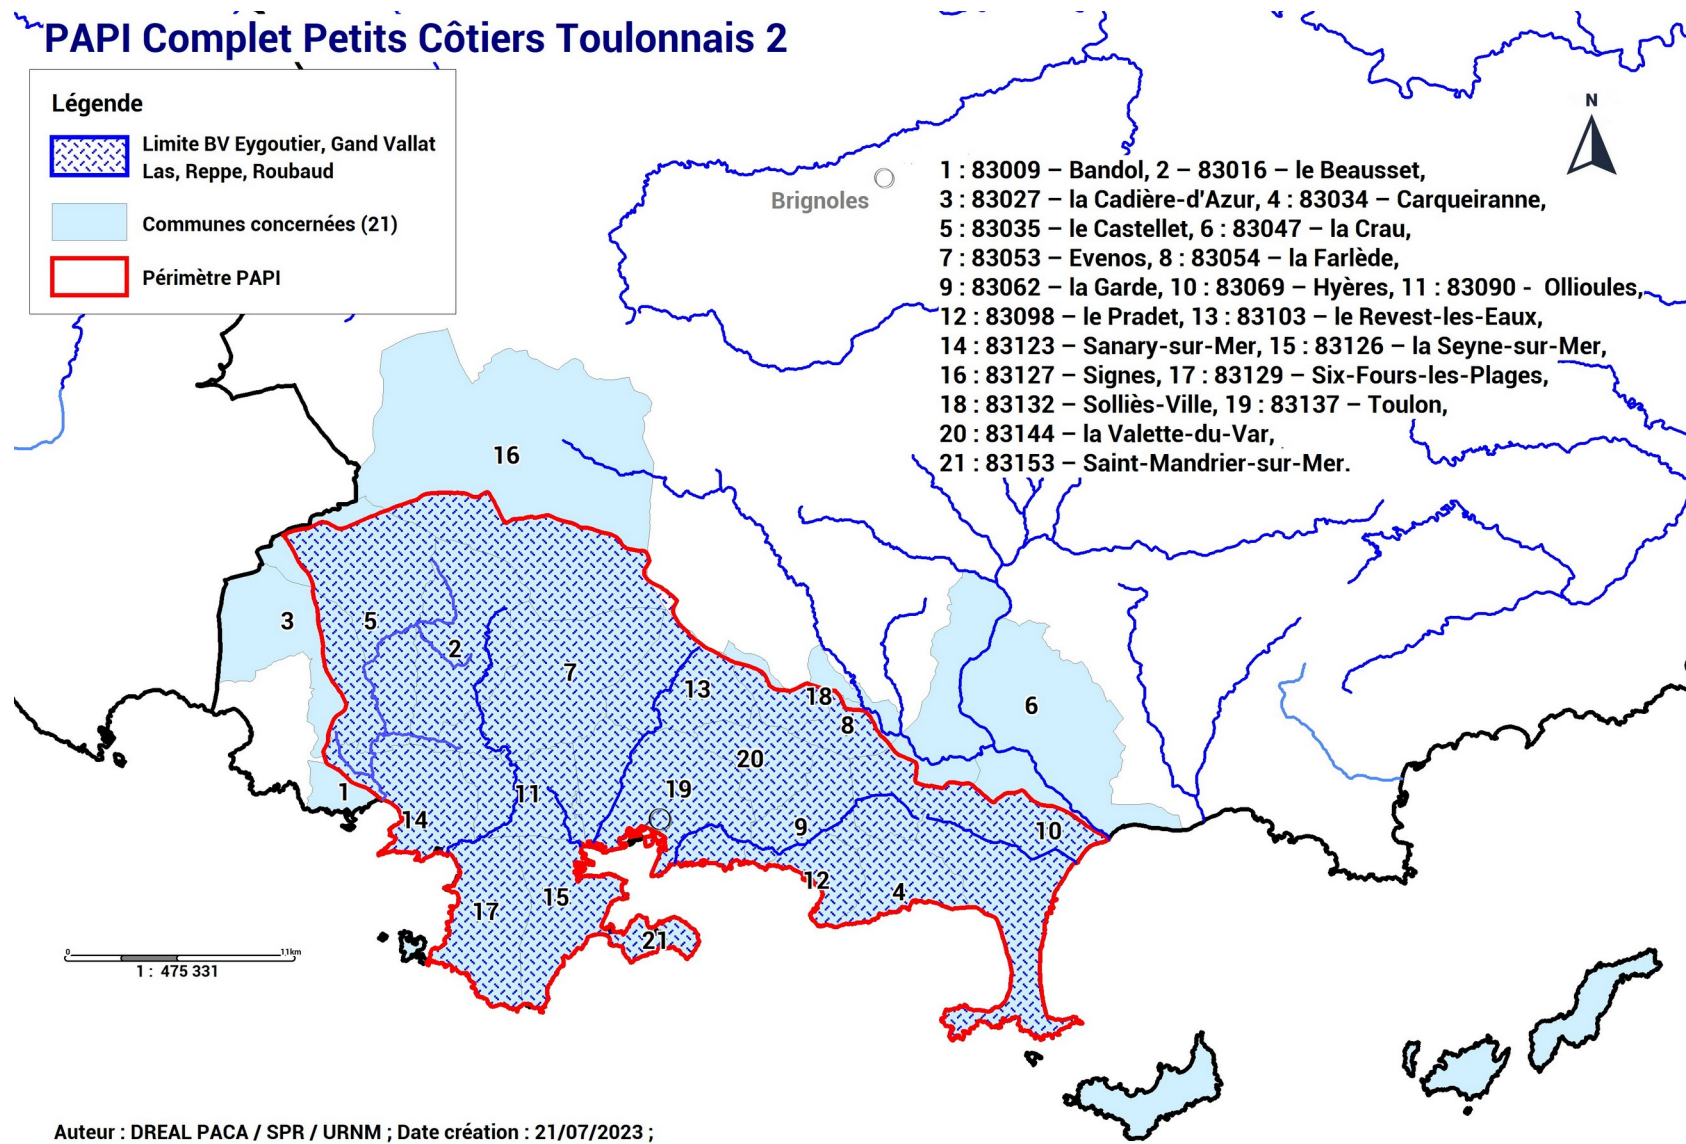 PAPI Complet Petits Côtiers Toulonnais 2
Légende
Limite BV Eygoutier, Gand Vallat
Las, Reppe, Roubaud
Communes concernées (21)
Périmètre PAPI
N
Brignoles
1 : 83009 – Bandol, 2 – 83016 – le Beausset,
3 : 83027 – la Cadière-d'Azur, 4 : 83034 – Carqueiranne,
5 : 83035 – le Castellet, 6 : 83047 – la Crau,
7 : 83053 – Evenos, 8 : 83054 – la Farlède,
9 : 83062 – la Garde, 10 : 83069 – Hyères, 11 : 83090 - Ollioules,
12 : 83098 – le Pradet, 13 : 83103 – le Revest-les-Eaux,
14 : 83123 – Sanary-sur-Mer, 15 : 83126 – la Seyne-sur-Mer,
16 : 83127 – Signes, 17 : 83129 – Six-Fours-les-Plages,
18 : 83132 – Solliès-Ville, 19 : 83137 – Toulon,
20 : 83144 – la Valette-du-Var,
21 : 83153 – Saint-Mandrier-sur-Mer.
16
3
5
2
7
13
18
8
6
20
1
14
11
19
9
10
12
4
17
15
21
0 11km
1 : 475 331
Auteur : DREAL PACA / SPR / URNM ; Date création : 21/07/2023 ;